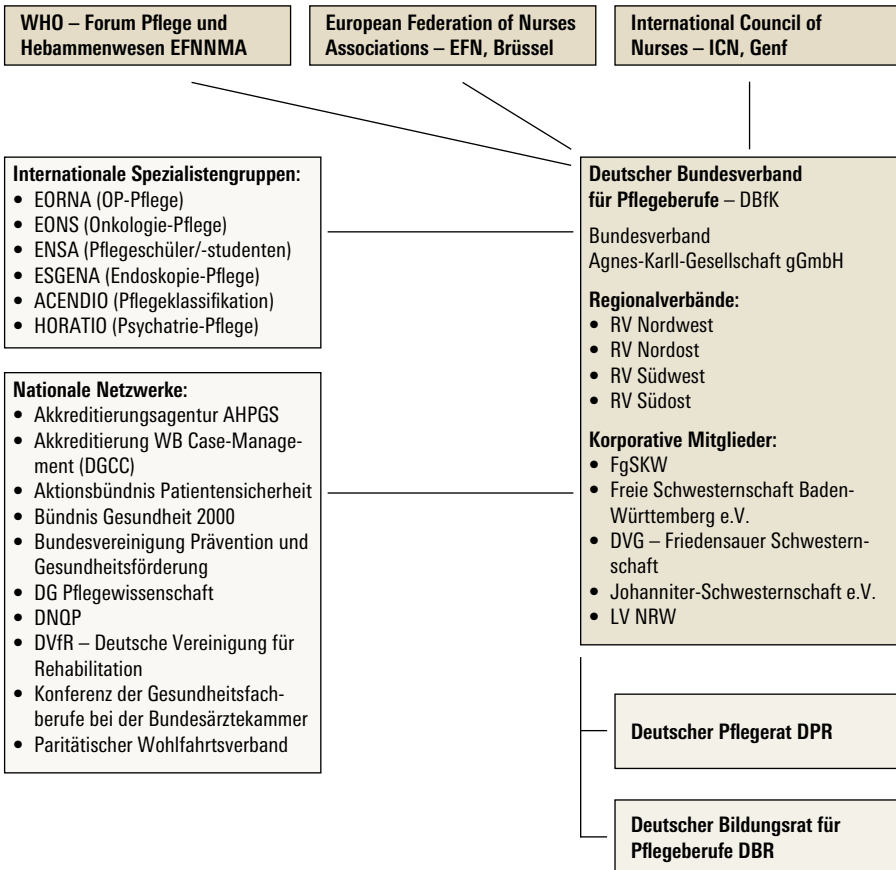 WHO – Forum Pflege und
Hebammenwesen EFNNMA
European Federation of Nurses
Associations – EFN, Brüssel
International Council of
Nurses – ICN, Genf
Internationale Spezialistengruppen:
• EORNA (OP-Pflege)
• EONS (Onkologie-Pflege)
• ENSA (Pflegeschüler/-studenten)
• ESGENA (Endoskopie-Pflege)
• ACENDIO (Pflegeklassifikation)
• HORATIO (Psychatrie-Pflege)
Nationale Netzwerke:
• Akkreditierungsagentur AHPGS
• Akkreditierung WB Case-Manage-
ment (DGCC)
• Aktionsbündnis Patientensicherheit
• Bündnis Gesundheit 2000
• Bundesvereinigung Prävention und
Gesundheitsförderung
• DG Pflegewissenschaft
• DNQP
• DVfR – Deutsche Vereinigung für
Rehabilitation
• Konferenz der Gesundheitsfach-
berufe bei der Bundesärztekammer
• Paritätischer Wohlfahrtsverband
Deutscher Bundesverband
für Pflegeberufe – DBfK
Bundesverband
Agnes-Karll-Gesellschaft gGmbH
Regionalverbände:
• RV Nordwest
• RV Nordost
• RV Südwest
• RV Südost
Korporative Mitglieder:
• FgSKW
• Freie Schwesternschaft Baden-
Württemberg e.V.
• DVG – Friedensauer Schwestern-
schaft
• Johanniter-Schwesternschaft e.V.
• LV NRW
Deutscher Pflegerat DPR
Deutscher Bildungsrat für
Pflegeberufe DBR